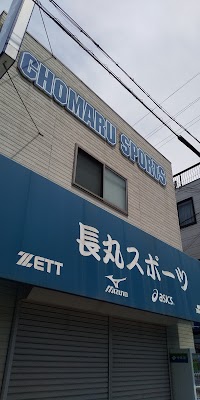 CHOMARU SPORTS
長丸スポーツ
ZETT mizuno asics